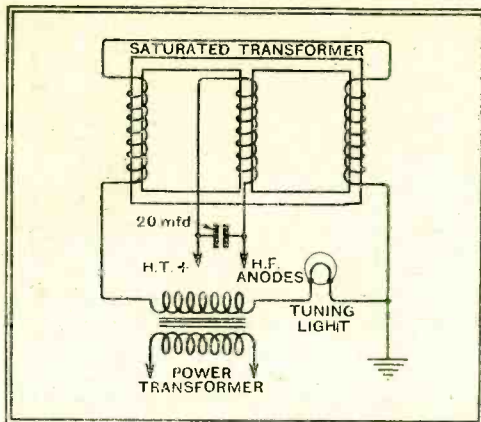 SATURATED TRANSFORMER
20 mfd
H.T. +
H.F.
ANODES
TUNING
LIGHT
POWER
TRANSFORMER